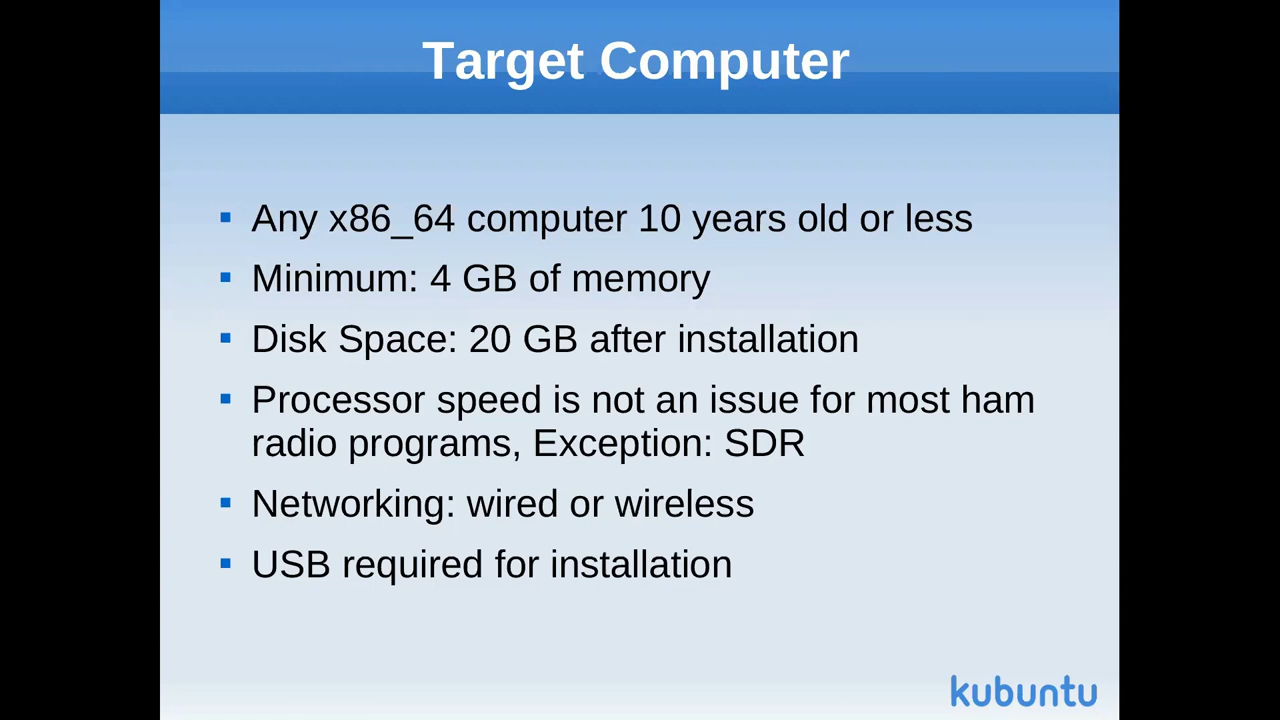 Target Computer
Any x86_64 computer 10 years old or less
Minimum: 4 GB of memory
Disk Space: 20 GB after installation
Processor speed is not an issue for most ham
radio programs, Exception: SDR
Networking: wired or wireless
USB required for installation
kubuntu